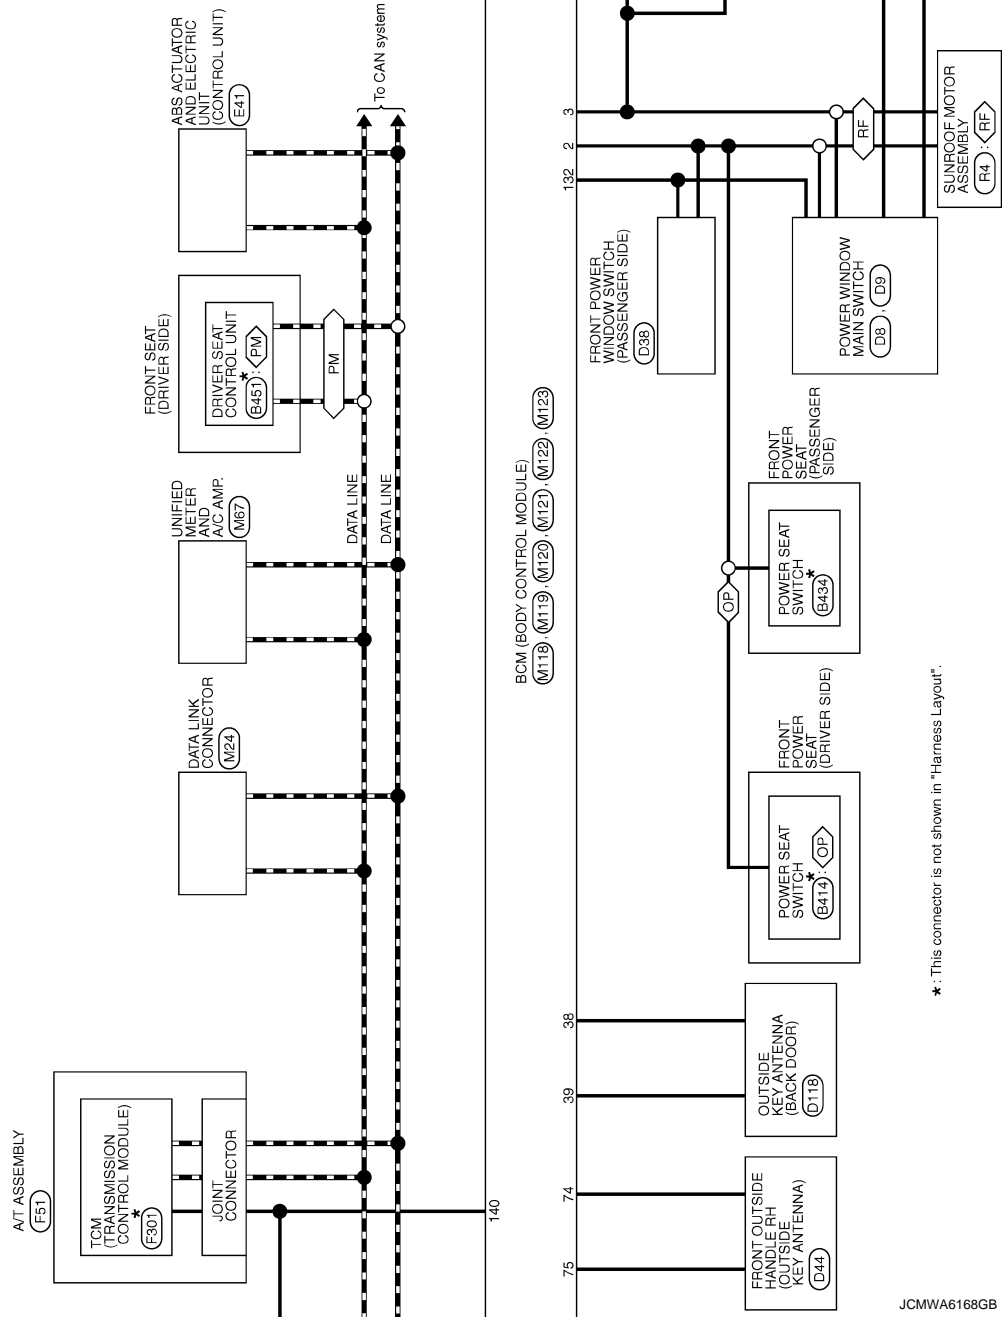 ABS ACTUATOR
AND ELECTRIC
UNIT
(CONTROL UNIT)
E41
To CAN system
FRONT SEAT
(DRIVER SIDE)
DRIVER SEAT
CONTROL UNIT
*
B451 : PM
PM
UNIFIED
METER
AND
A/C AMP.
M67
DATA LINE
DATA LINE
DATA LINK
CONNECTOR
M24
A/T ASSEMBLY
F51
TCM
(TRANSMISSION
CONTROL MODULE)
*
F301
JOINT
CONNECTOR
140
BCM (BODY CONTROL MODULE)
M118 , M119 , M120 , M121 , M122 , M123
3
2
132
RF
SUNROOF MOTOR
ASSEMBLY
R4 : RF
FRONT POWER
WINDOW SWITCH
(PASSENGER SIDE)
D38
POWER WINDOW
MAIN SWITCH
D8 , D9
FRONT
POWER
SEAT
(PASSENGER
SIDE)
POWER SEAT
SWITCH
*
B434
OP
FRONT
POWER
SEAT
(DRIVER SIDE)
POWER SEAT
SWITCH
*
B414 : OP
38
39
OUTSIDE
KEY ANTENNA
(BACK DOOR)
D118
74
75
FRONT OUTSIDE
HANDLE RH
(OUTSIDE
KEY ANTENNA)
D44
* : This connector is not shown in "Harness Layout".
JCMWA6168GB